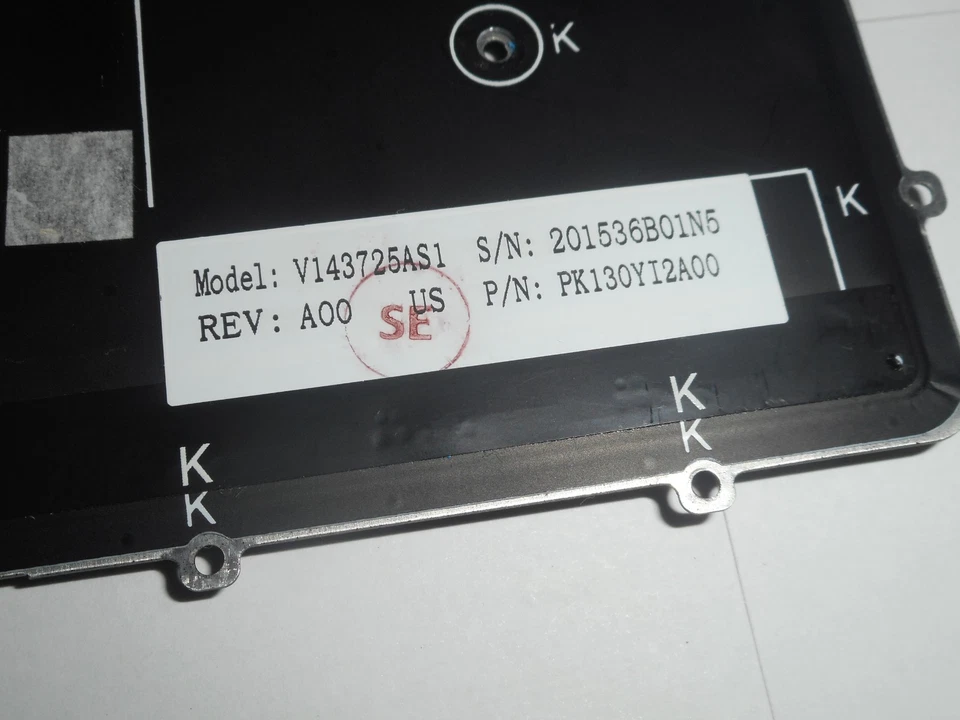 K
K
Model: V143725AS1 S/N: 201536B01N5
REV: A00 US P/N: PK130YI2A00
SE
K
K
K
K